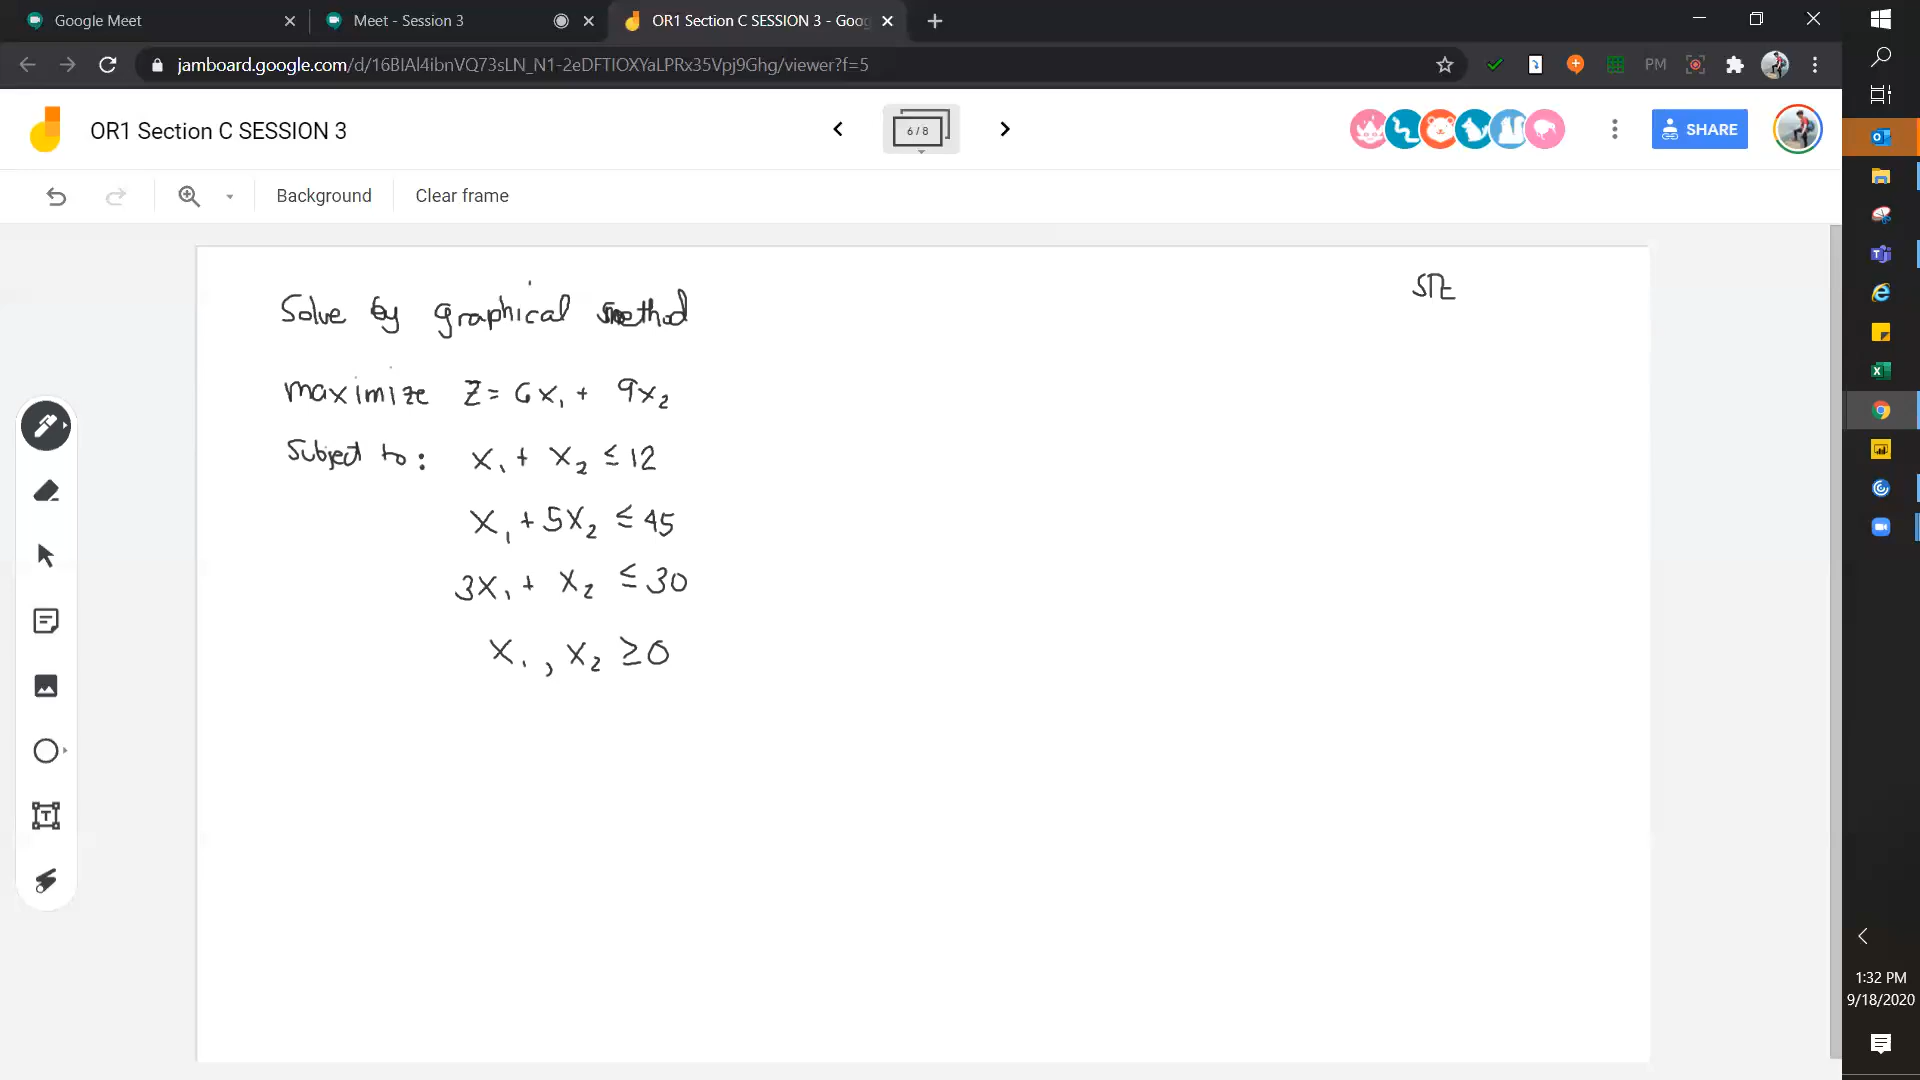 Google Meet
Meet - Session 3
OR1 Section C SESSION 3 - Goog
jamboard.google.com/d/16BIAl4ibnVQ73sLN_N1-2eDFTIOXYaLPRx35Vpj9Ghg/viewer?f=5
PM
OR1 Section C SESSION 3
6 / 8
SHARE
Background
Clear frame
Solve by graphical method
maximize Z = 6x₁ + 9x₂
Subject to: x₁ + x₂ ≤ 12
x₁ + 5x₂ ≤ 45
3x₁ + x₂ ≤ 30
x₁, x₂ ≥ 0
1:32 PM
9/18/2020